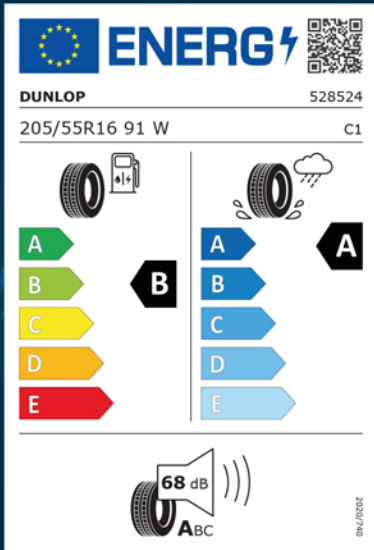 ENERG
DUNLOP 528524
205/55R16 91 W C1
A
B
C
D
E
B
A
B
C
D
E
A
68 dB
ABC
2020/740